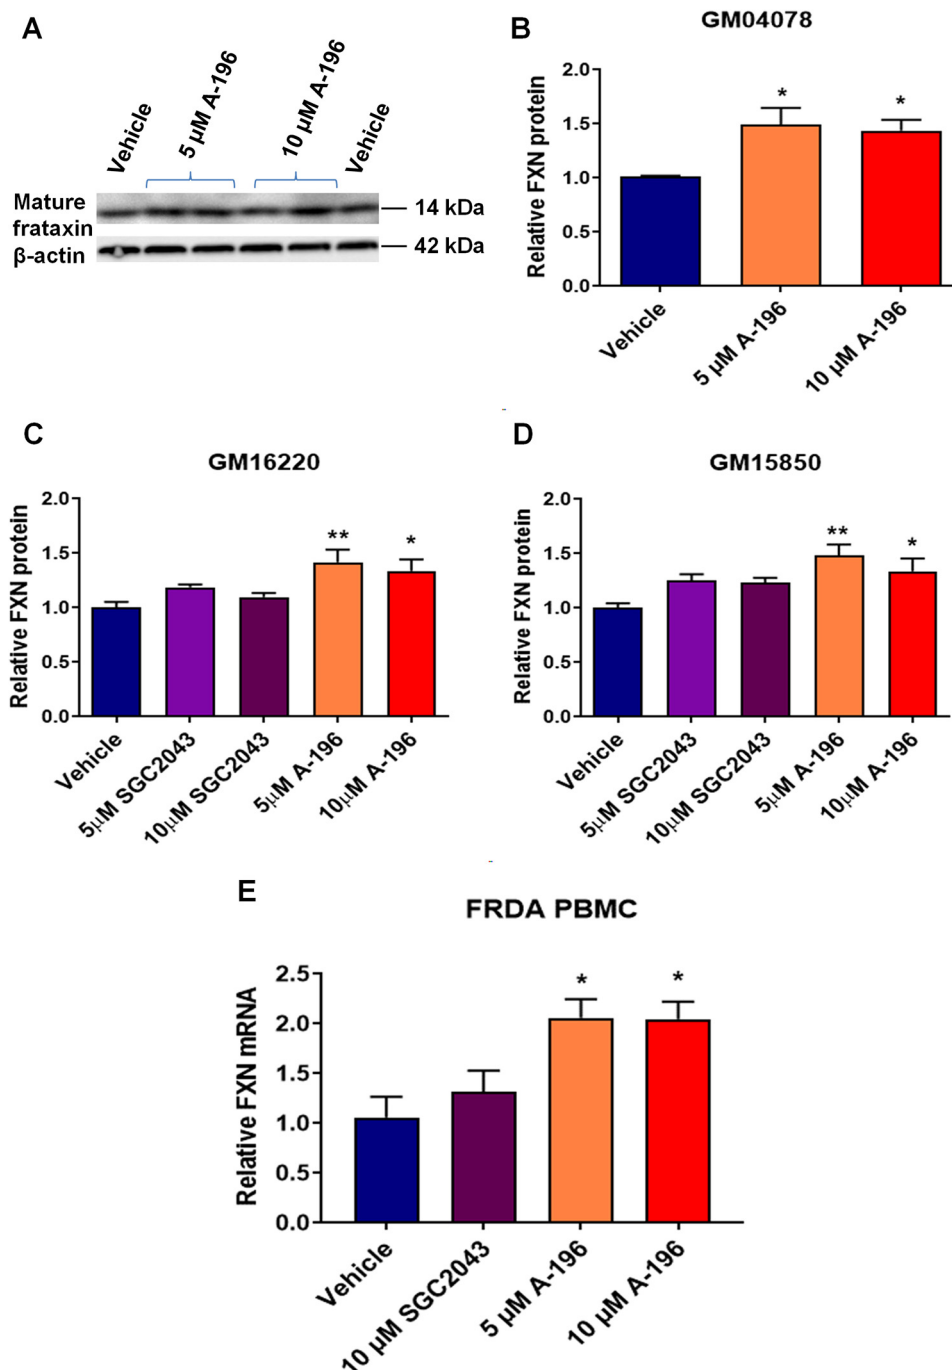 A
Vehicle
5 µM A-196
10 µM A-196
Vehicle
Mature
frataxin
β-actin
14 kDa
42 kDa
B
GM04078
Relative FXN protein
2.0
1.5
1.0
0.5
0.0
*
*
Vehicle
5 µM A-196
10 µM A-196
C
GM16220
Relative FXN protein
2.0
1.5
1.0
0.5
0.0
**
*
Vehicle
5µM SGC2043
10µM SGC2043
5µM A-196
10µM A-196
D
GM15850
Relative FXN protein
2.0
1.5
1.0
0.5
0.0
**
*
Vehicle
5µM SGC2043
10µM SGC2043
5µM A-196
10µM A-196
E
FRDA PBMC
Relative FXN mRNA
2.5
2.0
1.5
1.0
0.5
0.0
*
*
Vehicle
10 µM SGC2043
5 µM A-196
10 µM A-196